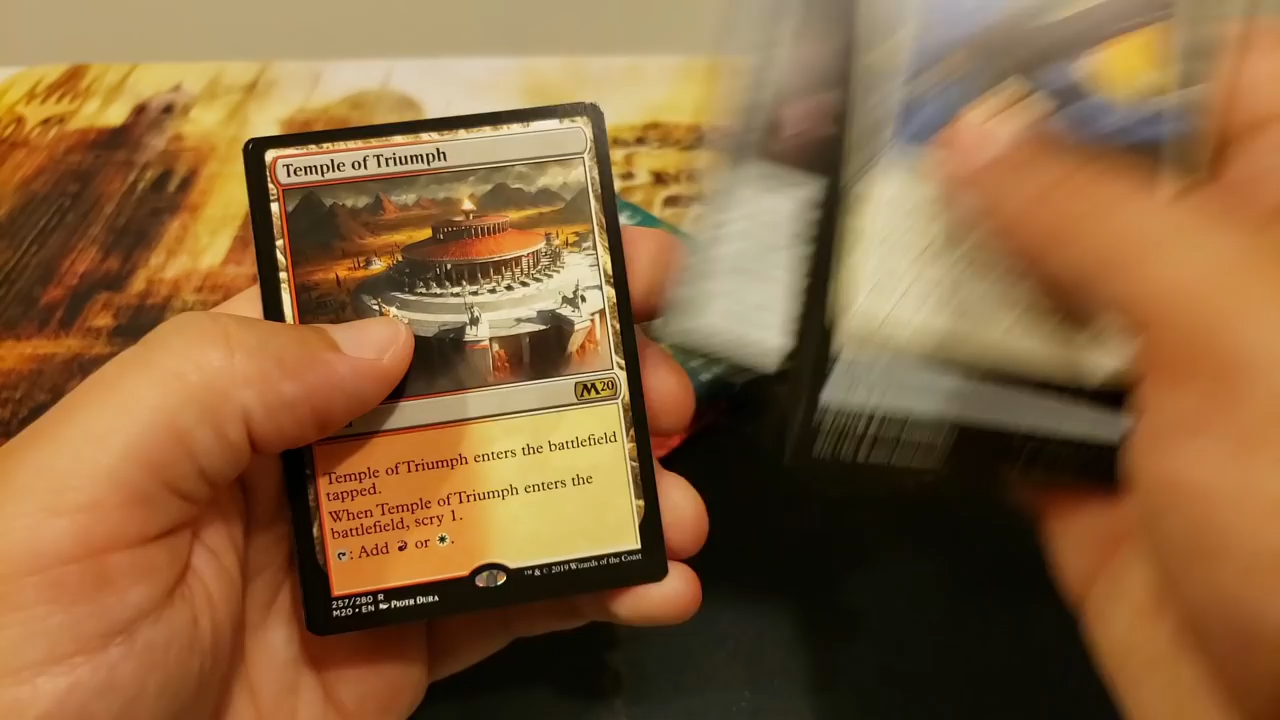 Temple of Triumph
M20
Temple of Triumph enters the battlefield
tapped.
When Temple of Triumph enters the
battlefield, scry 1.
: Add or .
™ & © 2019 Wizards of the Coast
257/280 R
M20 • EN Piotr Dura